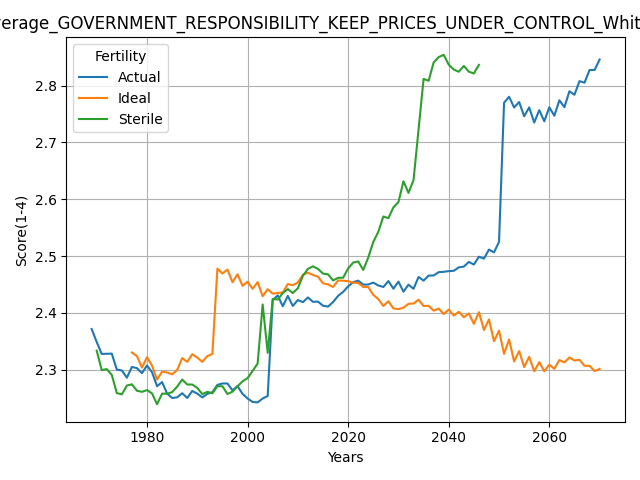 verage_GOVERNMENT_RESPONSIBILITY_KEEP_PRICES_UNDER_CONTROL_Whit
Fertility
Actual
Ideal
Sterile
Score(1-4)
2.8
2.7
2.6
2.5
2.4
2.3
1980 2000 2020 2040 2060
Years